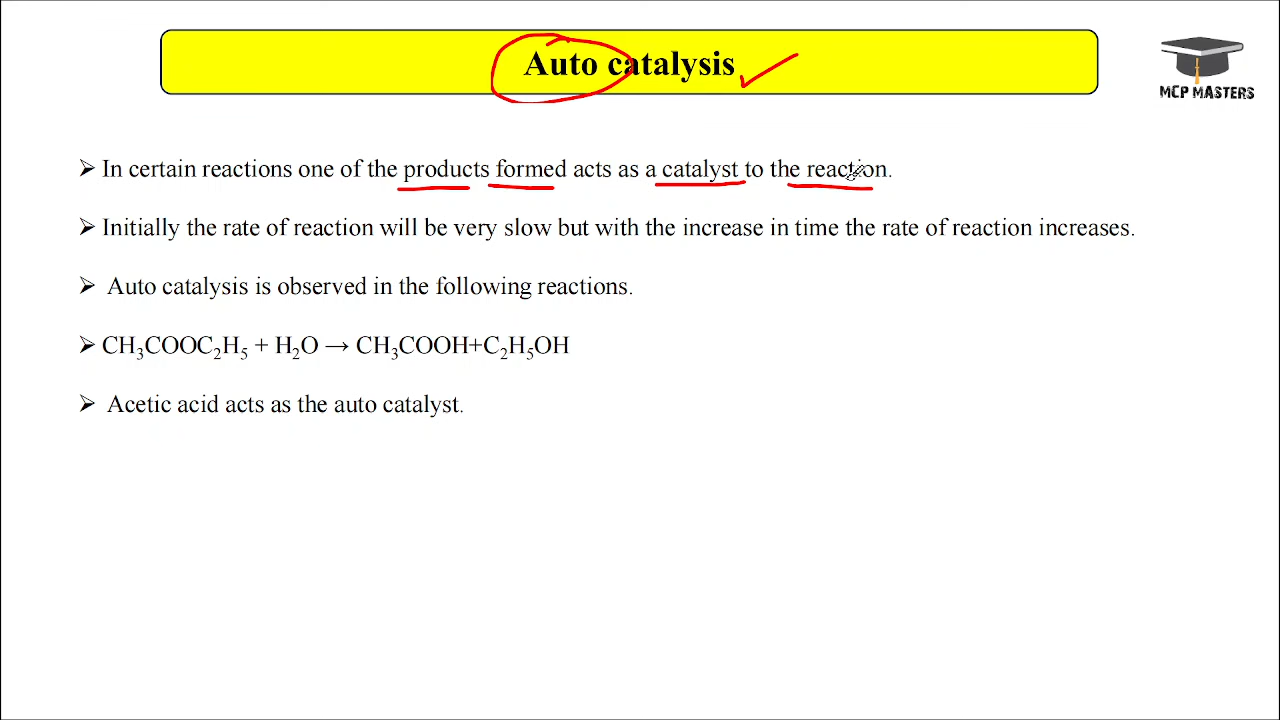 Auto catalysis
MCP MASTERS
➢ In certain reactions one of the products formed acts as a catalyst to the reaction.
➢ Initially the rate of reaction will be very slow but with the increase in time the rate of reaction increases.
➢ Auto catalysis is observed in the following reactions.
➢ CH₃COOC₂H₅ + H₂O → CH₃COOH+C₂H₅OH
➢ Acetic acid acts as the auto catalyst.